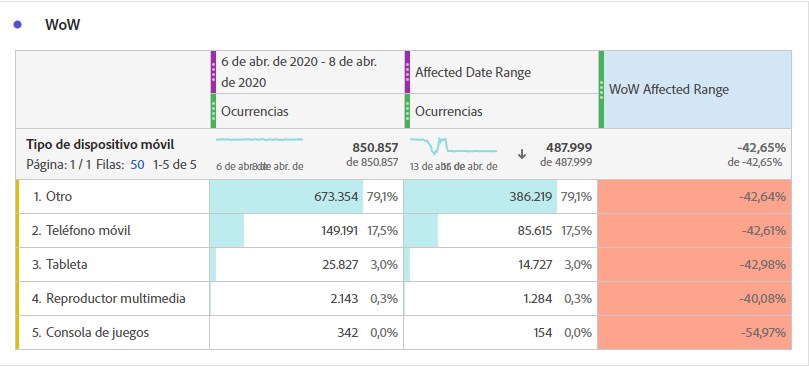 WoW
6 de abr. de 2020 - 8 de abr.
de 2020
Affected Date Range
WoW Affected Range
Ocurrencias
Ocurrencias
Tipo de dispositivo móvil
Página: 1 / 1 Filas: 50 1-5 de 5
6 de abr. de
8 de abr. de
850.857
de 850.857
13 de abr. de
16 de abr. de
487.999
de 487.999
-42,65%
de -42,65%
1. Otro 673.354 79,1% 386.219 79,1% -42,64%
2. Teléfono móvil 149.191 17,5% 85.615 17,5% -42,61%
3. Tableta 25.827 3,0% 14.727 3,0% -42,98%
4. Reproductor multimedia 2.143 0,3% 1.284 0,3% -40,08%
5. Consola de juegos 342 0,0% 154 0,0% -54,97%